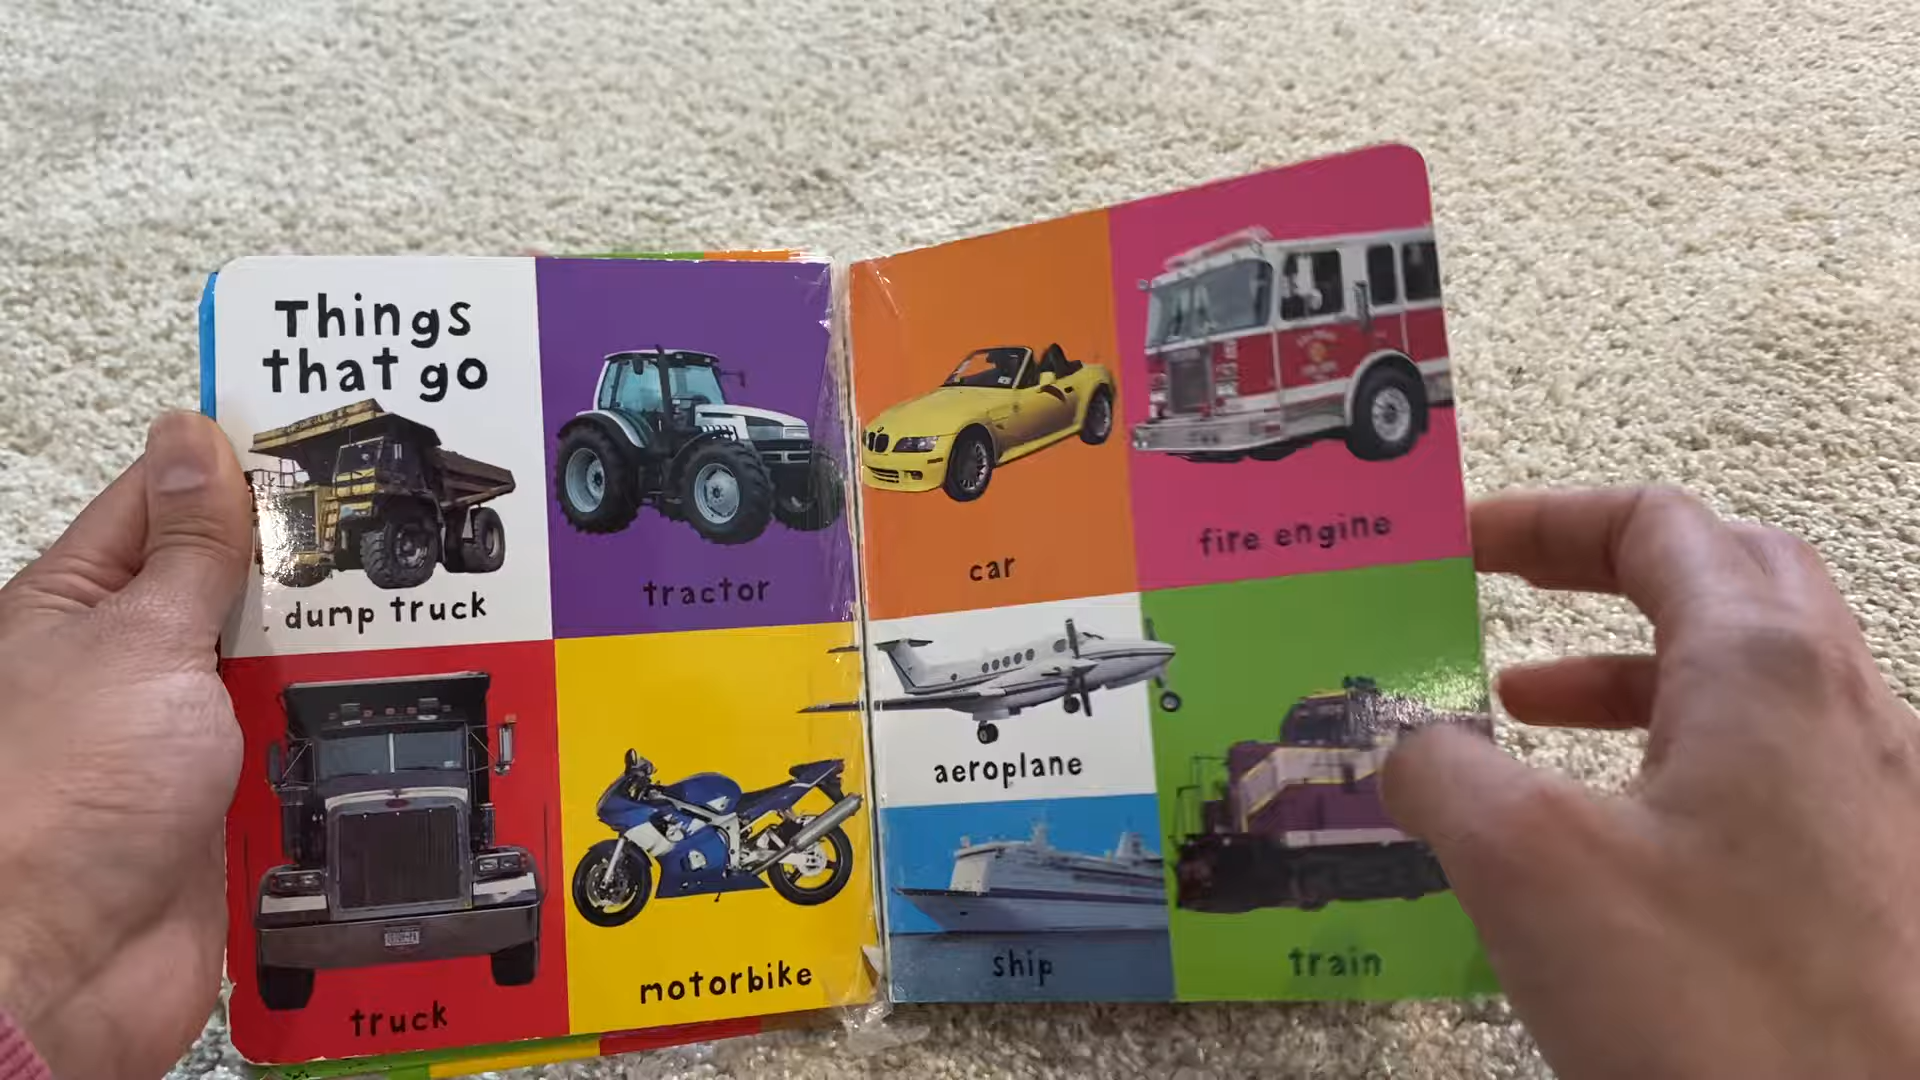 Things
that go
dump truck
tractor
truck
motorbike
car
fire engine
aeroplane
ship
train